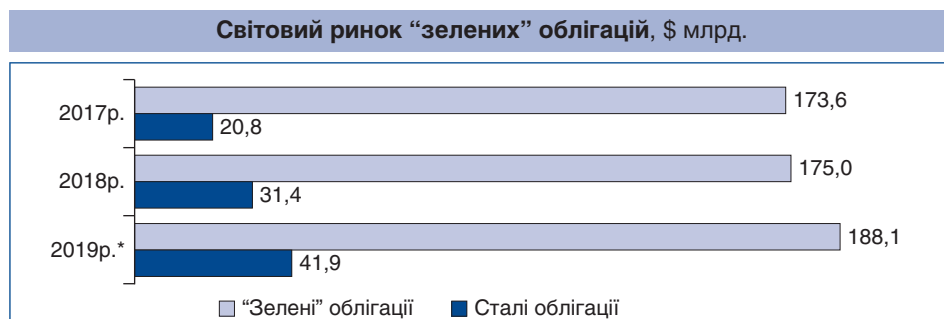 Світовий ринок “зелених” облігацій, $ млрд.
2017р.
173,6
20,8
2018р.
175,0
31,4
2019р.*
188,1
41,9
“Зелені” облігації
Сталі облігації